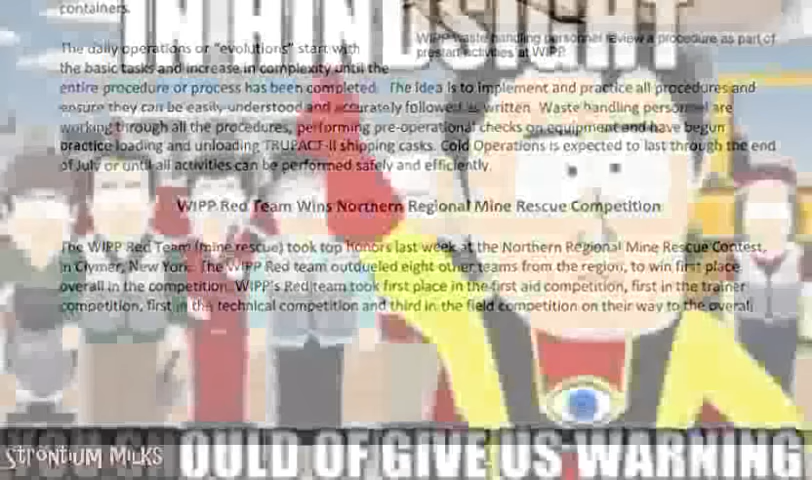 containers.
IN HINDSIGHT
WIPP waste handling personnel review a procedure as part of
prestart activities at WIPP.
The daily operations or "evolutions" start with
the basic tasks and increase in complexity until the
entire procedure or process has been completed. The idea is to implement and practice all procedures and
ensure they can be easily understood and accurately followed as written. Waste handling personnel are
working through all the procedures, performing pre-operational checks on equipment and have begun
practice loading and unloading TRUPACT-II shipping casks. Cold Operations is expected to last through the end
of July or until all activities can be performed safely and efficiently.
WIPP Red Team Wins Northern Regional Mine Rescue Competition
The WIPP Red Team (mine rescue) took top honors last week at the Northern Regional Mine Rescue Contest,
in Clymer, New York. The WIPP Red team outdueled eight other teams from the region, to win first place
overall in the competition. WIPP's Red team took first place in the first aid competition, first in the trainer
competition, first in the technical competition and third in the field competition on their way to the overall
OULD OF GIVE US WARNING
STRONTIUM MILKS